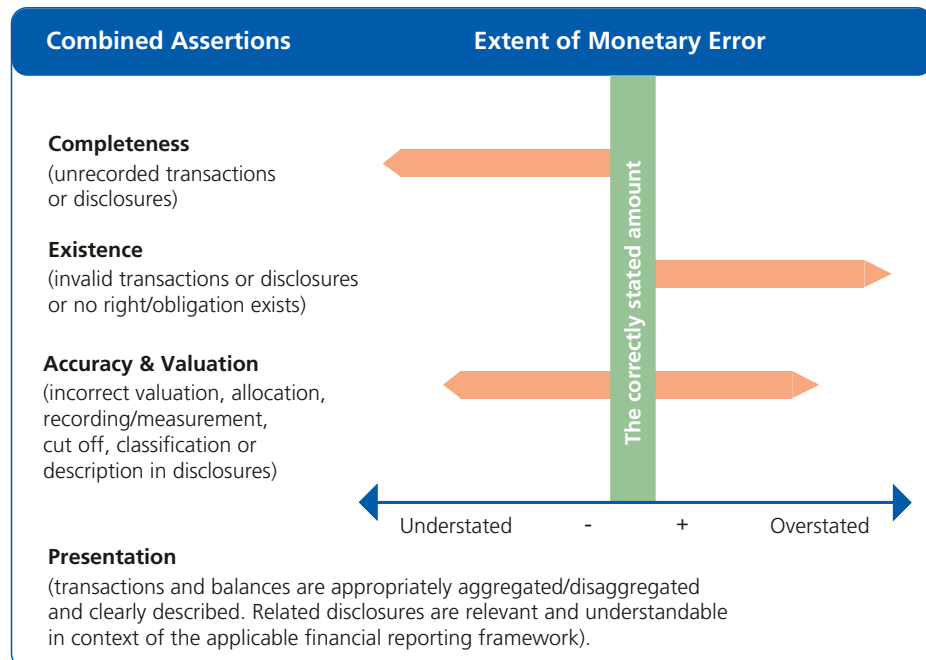 Combined Assertions
Extent of Monetary Error
Completeness
(unrecorded transactions
or disclosures)
Existence
(invalid transactions or disclosures
or no right/obligation exists)
Accuracy & Valuation
(incorrect valuation, allocation,
recording/measurement,
cut off, classification or
description in disclosures)
The correctly stated amount
Understated - + Overstated
Presentation
(transactions and balances are appropriately aggregated/disaggregated
and clearly described. Related disclosures are relevant and understandable
in context of the applicable financial reporting framework).